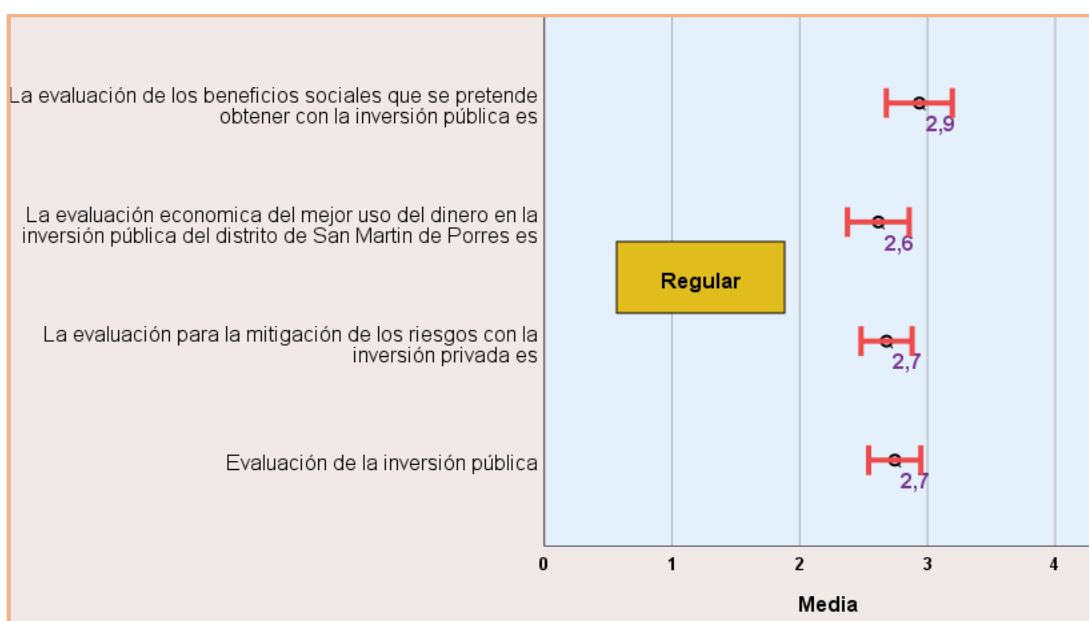 La evaluación de los beneficios sociales que se pretende
obtener con la inversión pública es
2,9
La evaluación economica del mejor uso del dinero en la
inversión pública del distrito de San Martin de Porres es
2,6
Regular
La evaluación para la mitigación de los riesgos con la
inversión privada es
2,7
Evaluación de la inversión pública
2,7
0 1 2 3 4
Media